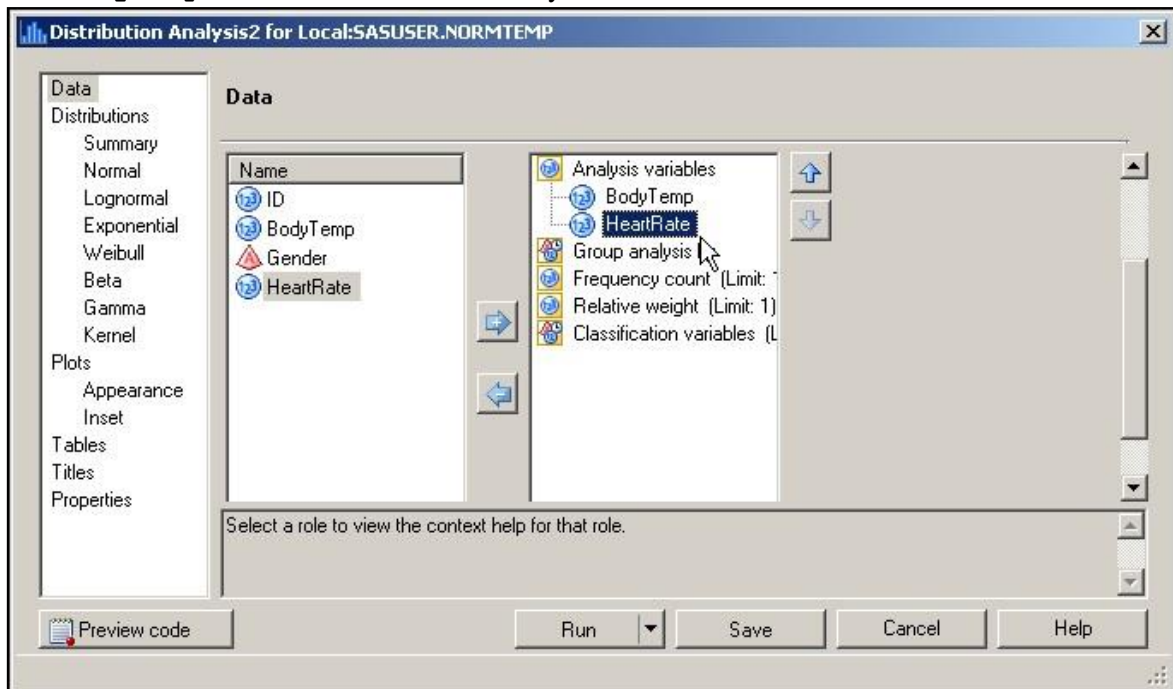 Distribution Analysis2 for Local:SASUSER.NORMTEMP
Data
Distributions
Summary
Normal
Lognormal
Exponential
Weibull
Beta
Gamma
Kernel
Plots
Appearance
Inset
Tables
Titles
Properties
Data
Name
ID
BodyTemp
Gender
HeartRate
Analysis variables
BodyTemp
HeartRate
Group analysis
Frequency count (Limit:
Relative weight (Limit: 1)
Classification variables (L
Select a role to view the context help for that role.
Preview code
Run
Save
Cancel
Help